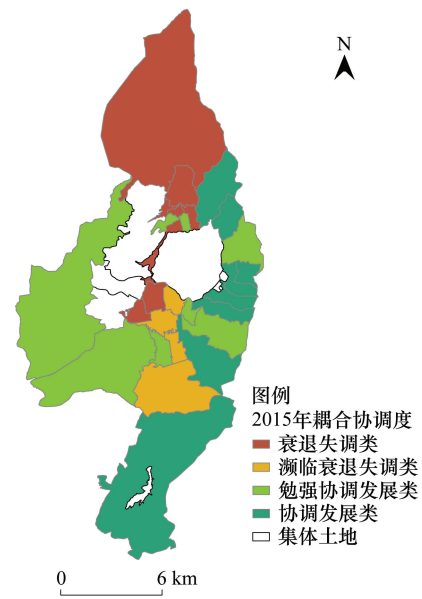 N
图例
2015年耦合协调度
衰退失调类
濒临衰退失调类
勉强协调发展类
协调发展类
集体土地
0 6 km